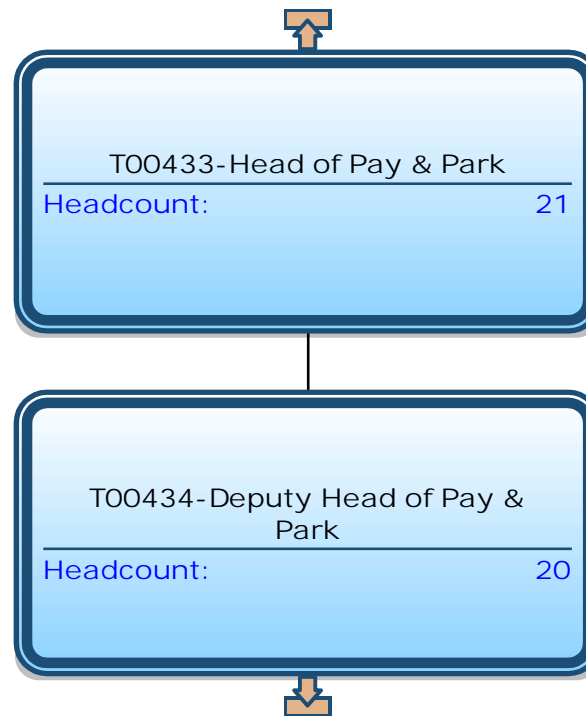 T00433-Head of Pay & Park
Headcount: 21
T00434-Deputy Head of Pay &
Park
Headcount: 20